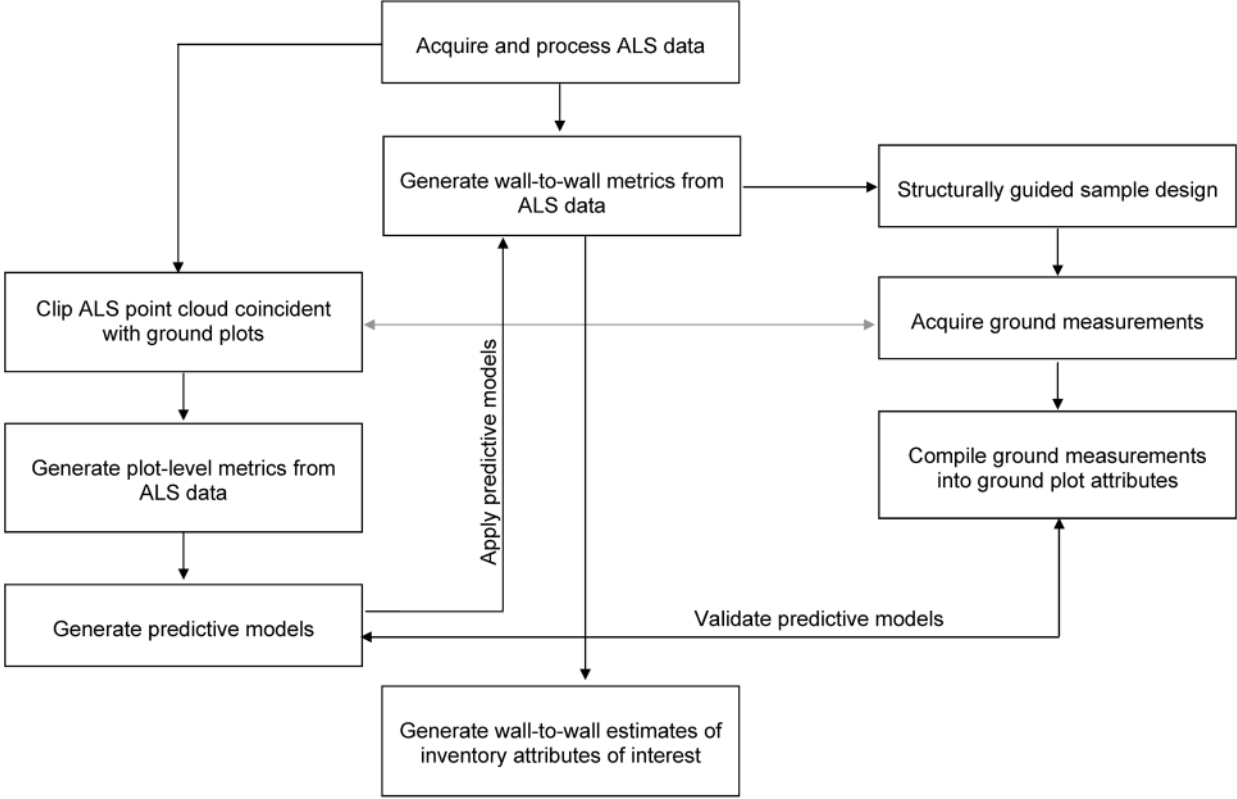 Acquire and process ALS data
Generate wall-to-wall metrics from
ALS data
Structurally guided sample design
Clip ALS point cloud coincident
with ground plots
Acquire ground measurements
Apply predictive models
Generate plot-level metrics from
ALS data
Compile ground measurements
into ground plot attributes
Generate predictive models
Validate predictive models
Generate wall-to-wall estimates of
inventory attributes of interest